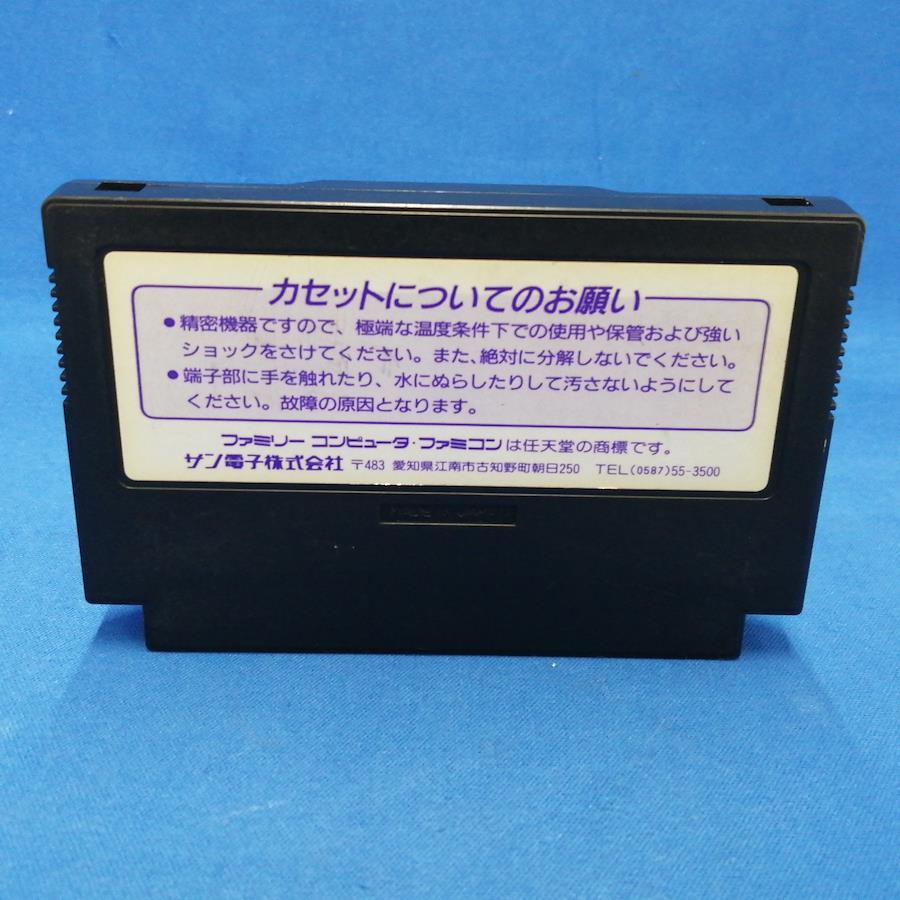 カセットについてのお願い
●精密機器ですので、極端な温度条件下での使用や保管および強い
ショックをさけてください。また、絶対に分解しないでください。
●端子部に手を触れたり、水にぬらしたりして汚さないようにして
ください。故障の原因となります。
ファミリー コンピュータ・ファミコンは任天堂の商標です。
サン電子株式会社 〒483 愛知県江南市古知野町朝日250 TEL(0587)55-3500
MADE IN JAPAN